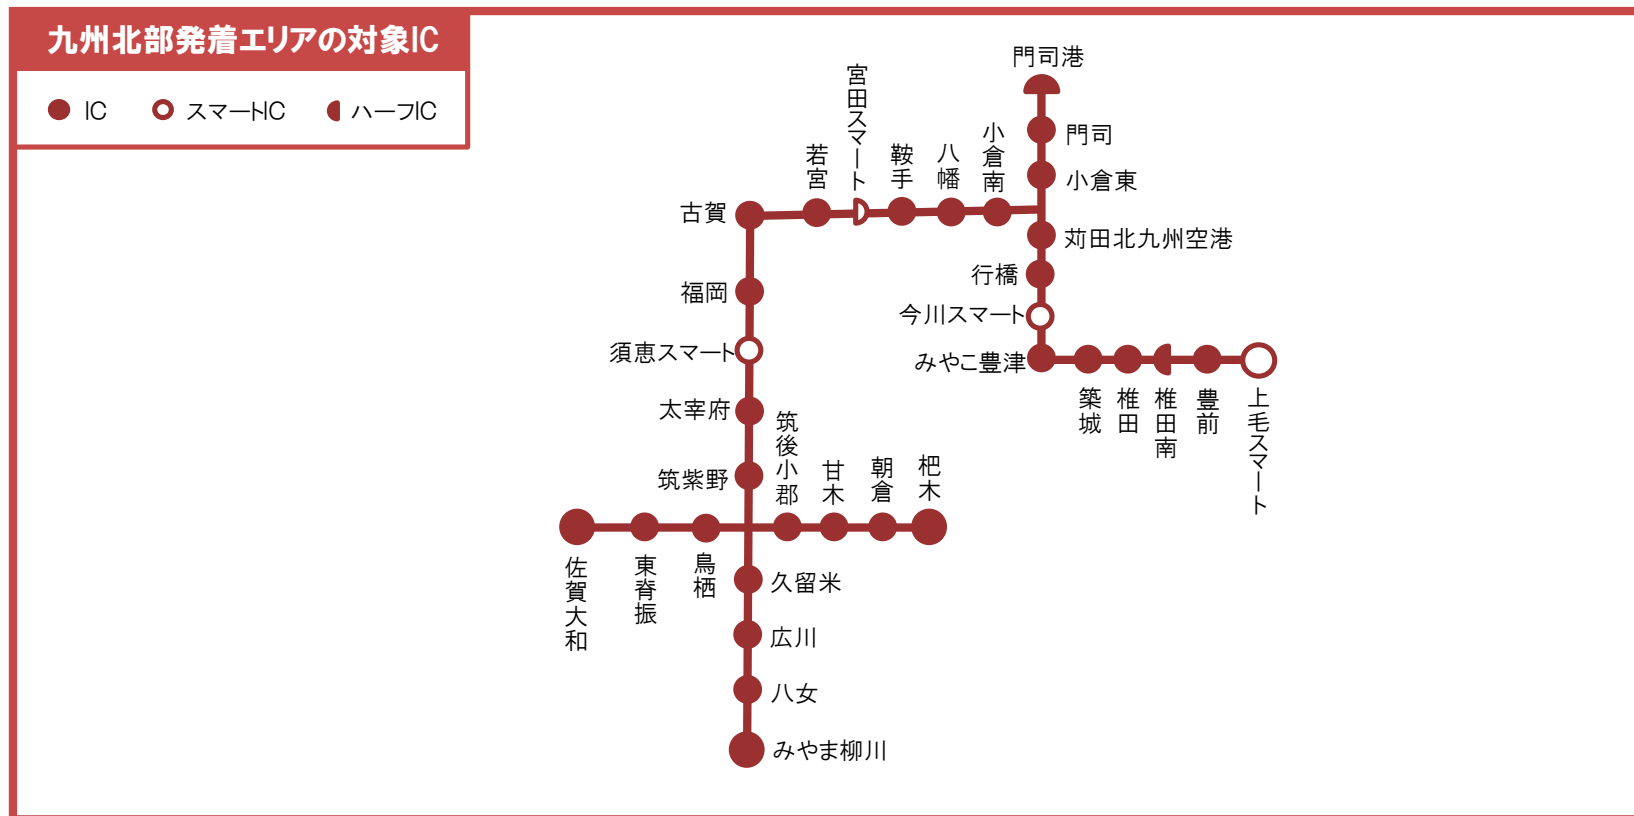 九州北部発着エリアの対象IC
IC
スマートIC
ハーフIC
門司港
門司
小倉東
小倉南
八幡
鞍手
宮田スマート
若宮
古賀
苅田北九州空港
行橋
今川スマート
みやこ豊津
築城
椎田
椎田南
豊前
上毛スマート
福岡
須恵スマート
太宰府
筑紫野
筑後小郡
甘木
朝倉
杷木
佐賀大和
東脊振
鳥栖
久留米
広川
八女
みやま柳川